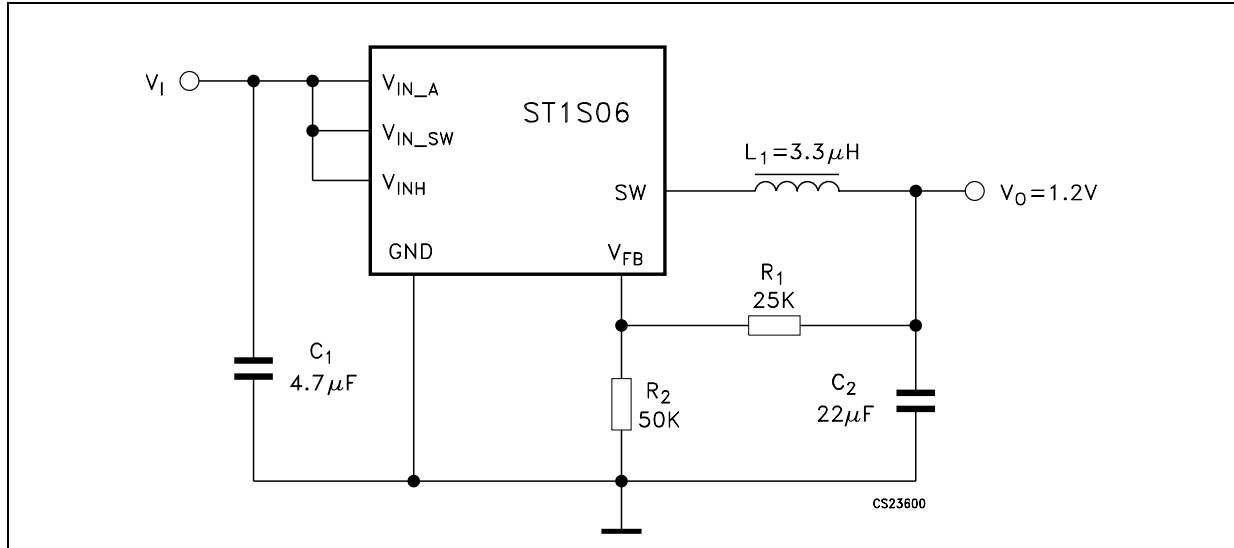 V_I
V_IN_A
V_IN_SW
V_INH
GND
ST1S06
SW
V_FB
L_1=3.3μH
V_O=1.2V
R_1
25K
C_1
4.7μF
R_2
50K
C_2
22μF
CS23600